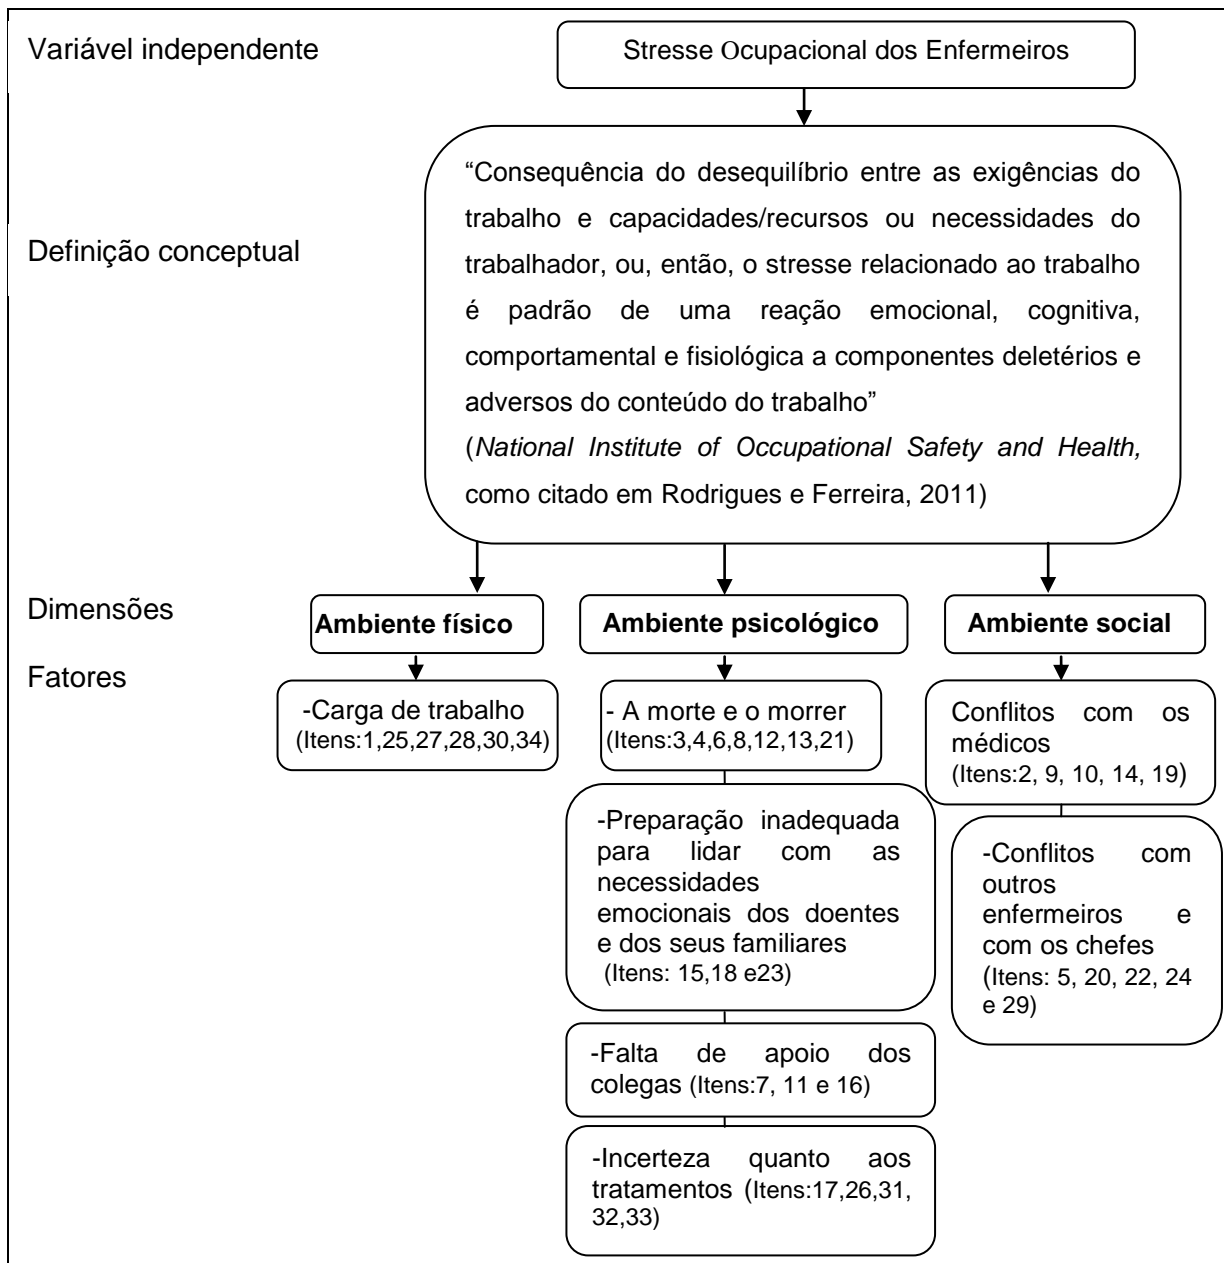 Variável independente
Stresse Ocupacional dos Enfermeiros
Definição conceptual
“Consequência do desequilíbrio entre as exigências do
trabalho e capacidades/recursos ou necessidades do
trabalhador, ou, então, o stresse relacionado ao trabalho
é padrão de uma reação emocional, cognitiva,
comportamental e fisiológica a componentes deletérios e
adversos do conteúdo do trabalho”
(National Institute of Occupational Safety and Health,
como citado em Rodrigues e Ferreira, 2011)
Dimensões
Ambiente físico
Ambiente psicológico
Ambiente social
Fatores
-Carga de trabalho
(Itens:1,25,27,28,30,34)
- A morte e o morrer
(Itens:3,4,6,8,12,13,21)
-Preparação inadequada
para lidar com as
necessidades
emocionais dos doentes
e dos seus familiares
(Itens: 15,18 e23)
-Falta de apoio dos
colegas (Itens:7, 11 e 16)
-Incerteza quanto aos
tratamentos (Itens:17,26,31,
32,33)
Conflitos com os
médicos
(Itens:2, 9, 10, 14, 19)
-Conflitos com
outros
enfermeiros e
com os chefes
(Itens: 5, 20, 22, 24
e 29)